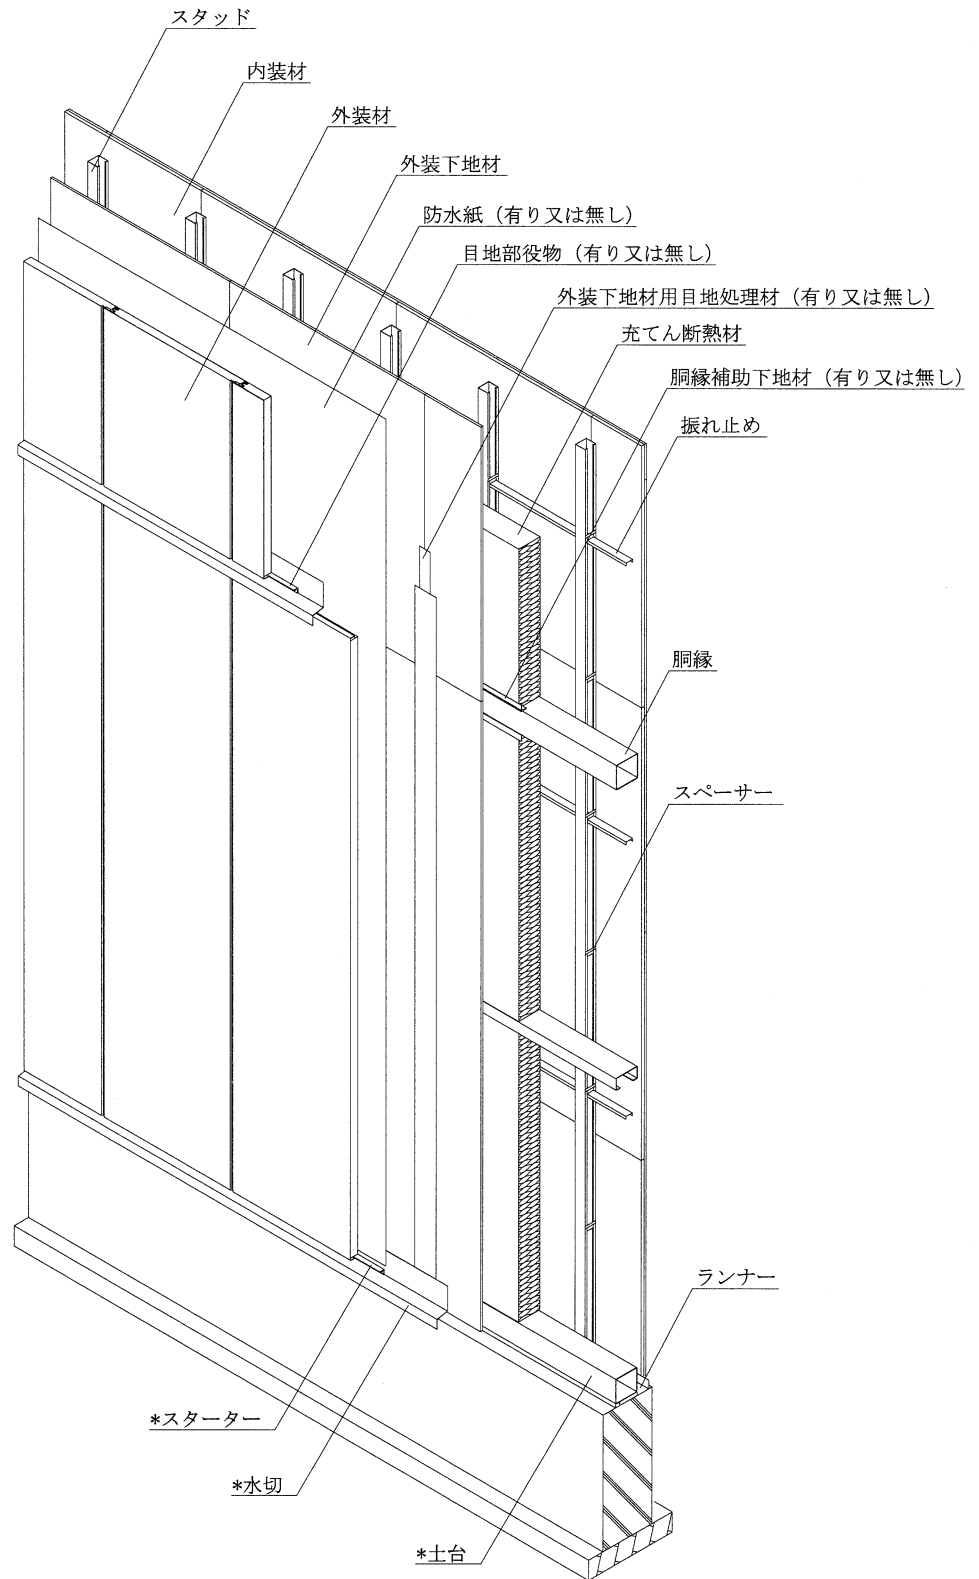 スタッド
内装材
外装材
外装下地材
防水紙（有り又は無し）
目地部役物（有り又は無し）
外装下地材用目地処理材（有り又は無し）
充てん断熱材
胴縁補助下地材（有り又は無し）
振れ止め
胴縁
スペーサー
ランナー
*スターター
*水切
*土台